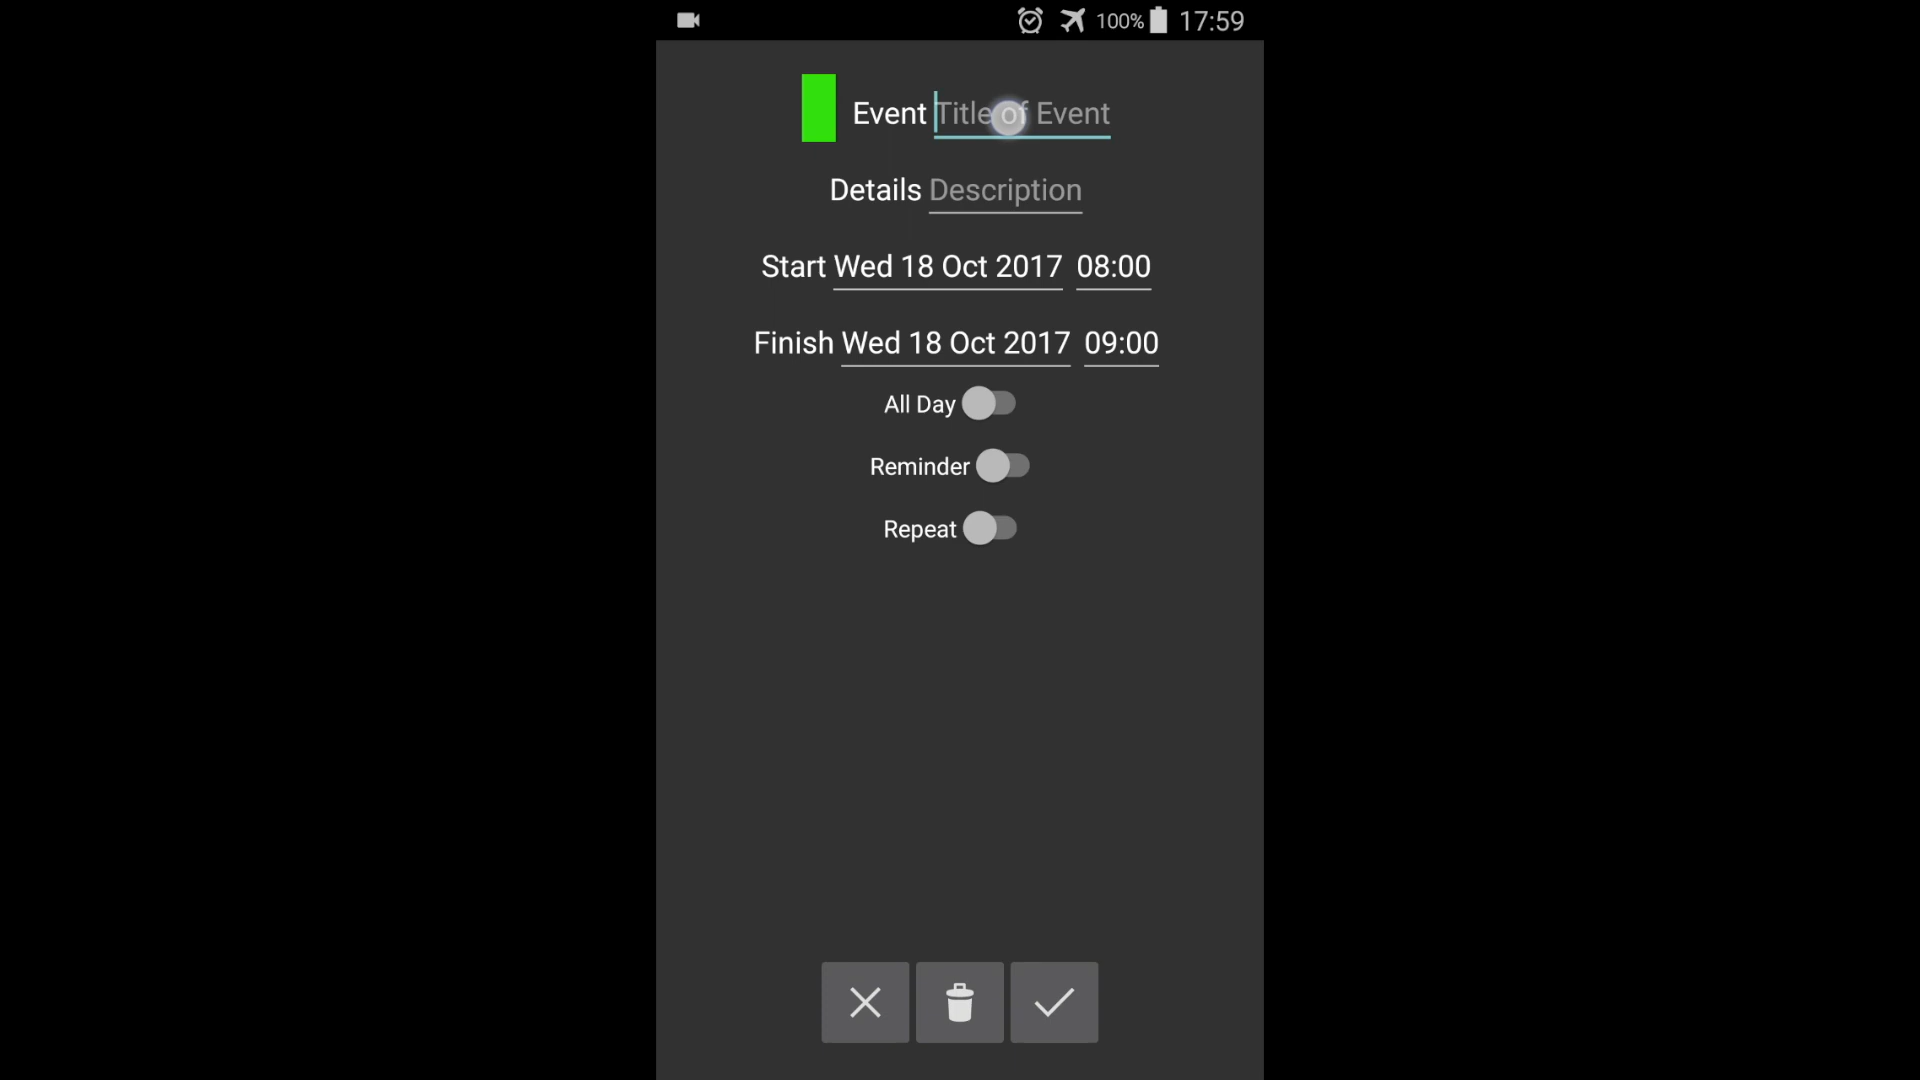 100% 17:59
Event Title of Event
Details Description
Start Wed 18 Oct 2017 08:00
Finish Wed 18 Oct 2017 09:00
All Day
Reminder
Repeat